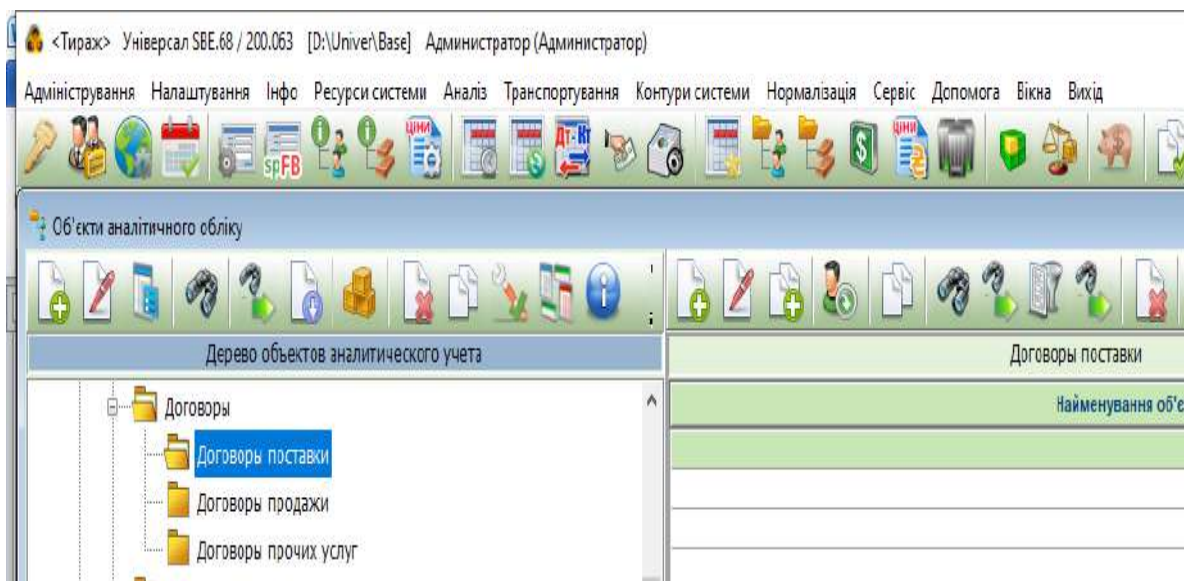 <Тираж> Універсал SBE.68 / 200.063 [D:\Univer\Base] Администратор (Администратор)
Адміністрування Налаштування Інфо Ресурси системи Аналіз Транспортування Контури системи Нормалізація Сервіс Допомога Вікна Вихід
spFB ЦІНИ Дт-Кт ЦІНИ
Об'єкти аналітичного обліку
Дерево объектов аналитического учета
Договоры поставки
Найменування об'є
Договоры
Договоры поставки
Договоры продажи
Договоры прочих услуг